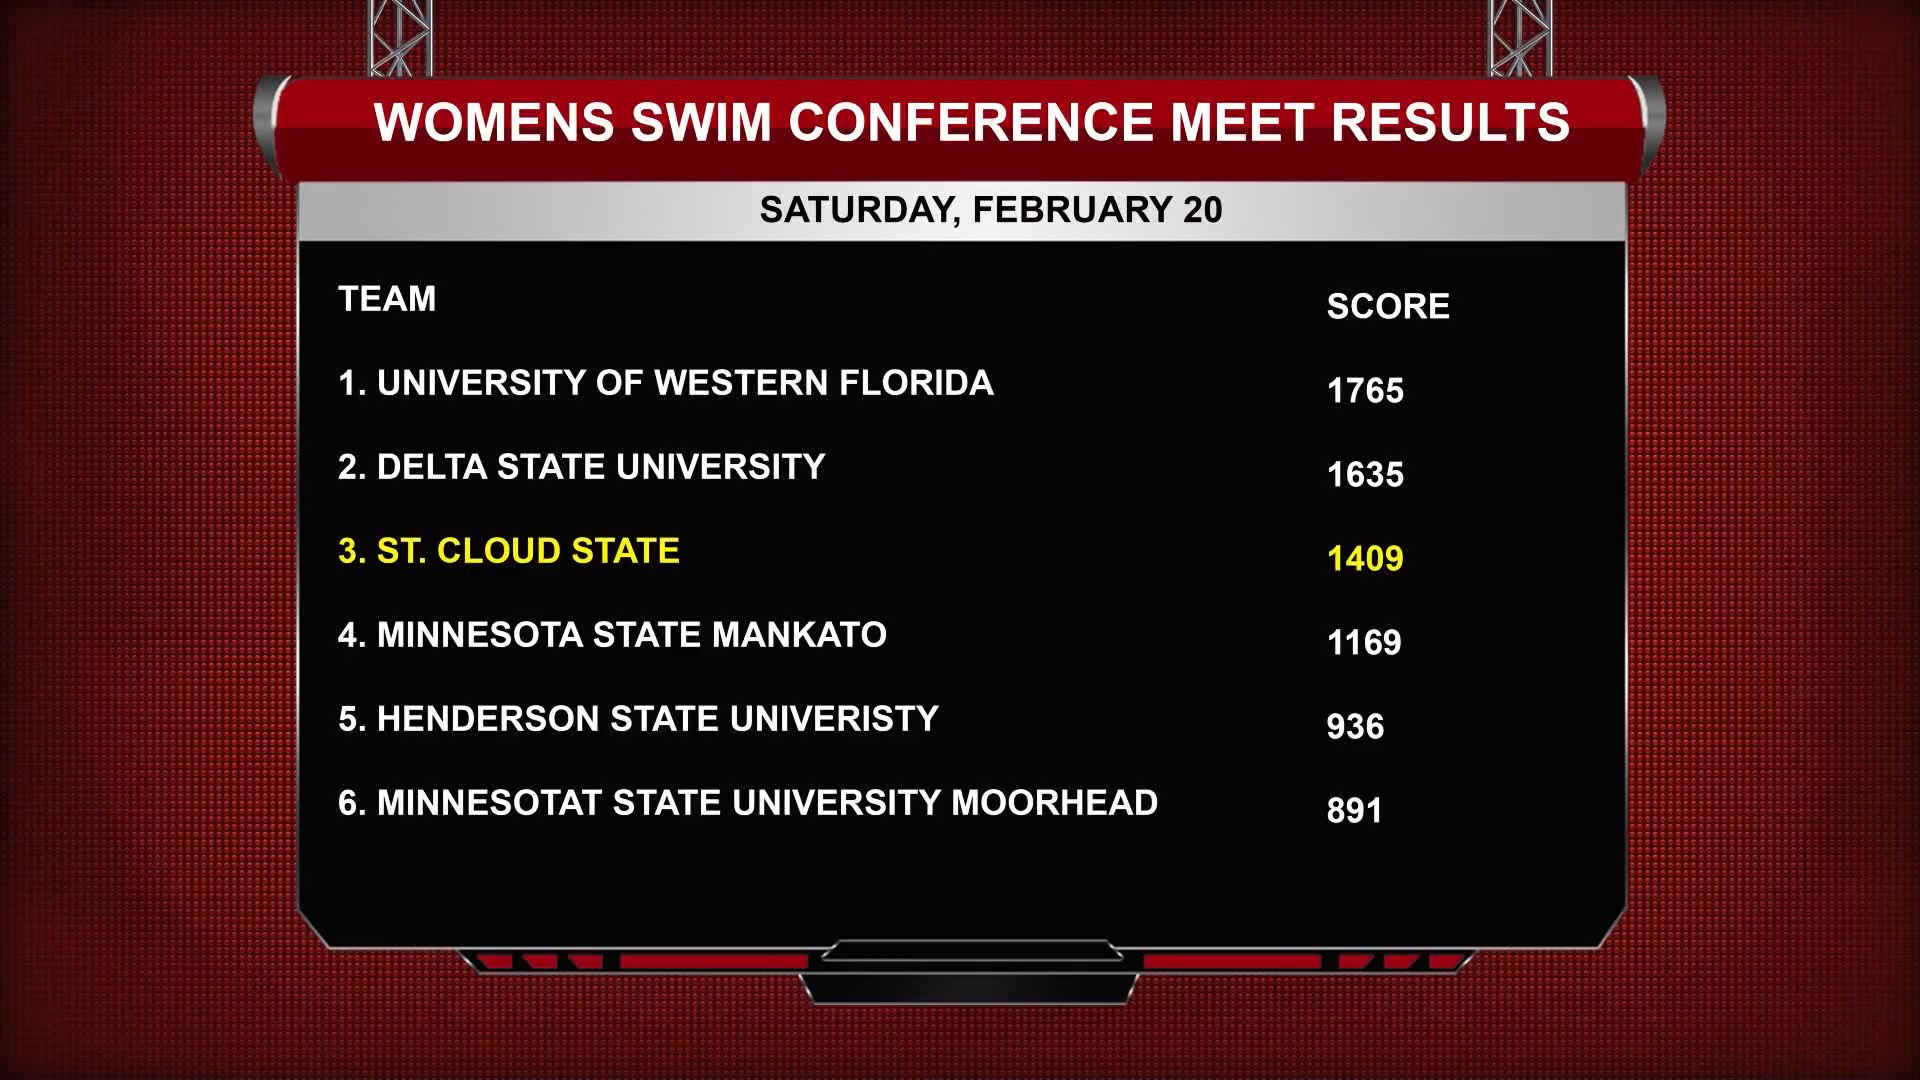 WOMENS SWIM CONFERENCE MEET RESULTS
SATURDAY, FEBRUARY 20
TEAM SCORE
1. UNIVERSITY OF WESTERN FLORIDA 1765
2. DELTA STATE UNIVERSITY 1635
3. ST. CLOUD STATE 1409
4. MINNESOTA STATE MANKATO 1169
5. HENDERSON STATE UNIVERISTY 936
6. MINNESOTAT STATE UNIVERSITY MOORHEAD 891